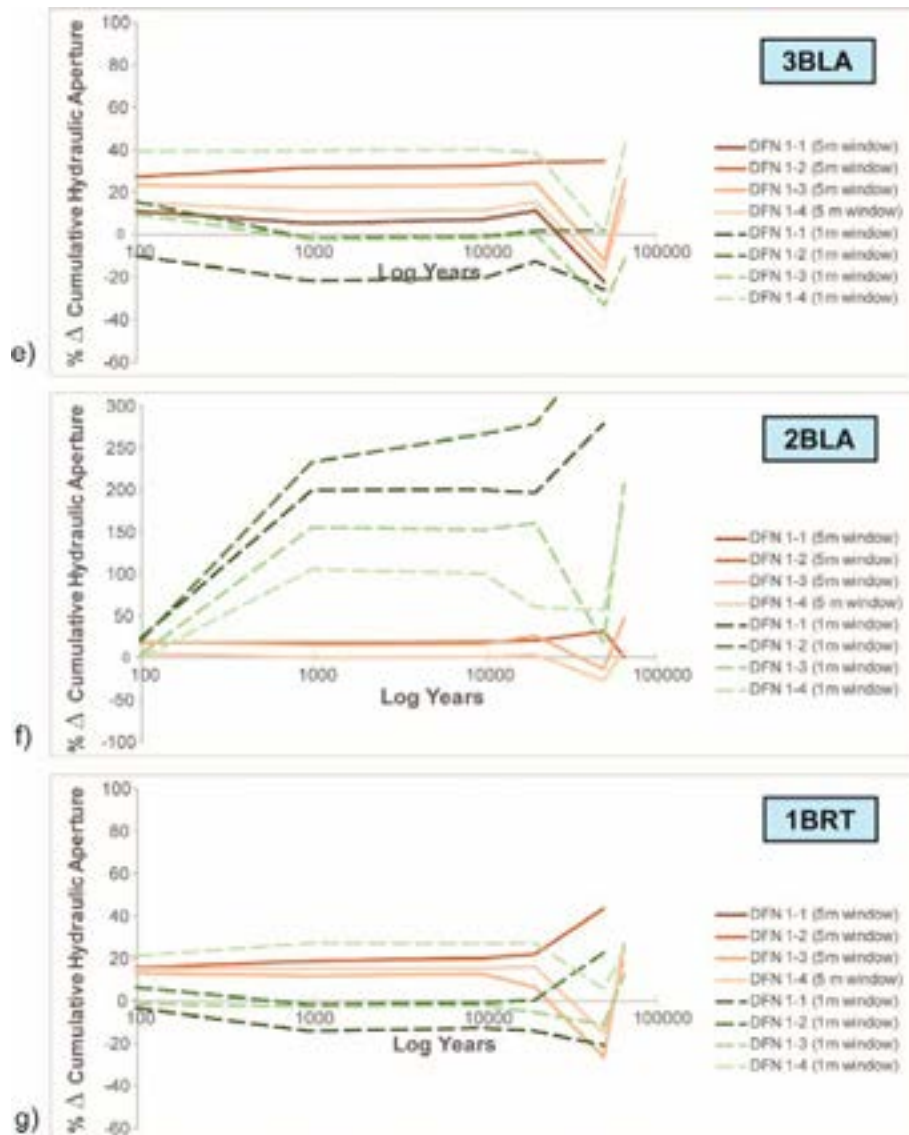 e)
% Δ Cumulative Hydraulic Aperture
100
80
60
40
20
0
-20
-40
-60
100
1000
10000
100000
Log Years
3BLA
DFN 1-1 (5m window)
DFN 1-2 (5m window)
DFN 1-3 (5m window)
DFN 1-4 (5 m window)
DFN 1-1 (1m window)
DFN 1-2 (1m window)
DFN 1-3 (1m window)
DFN 1-4 (1m window)
f)
% Δ Cumulative Hydraulic Aperture
300
250
200
150
100
50
0
-50
-100
100
1000
10000
100000
Log Years
2BLA
DFN 1-1 (5m window)
DFN 1-2 (5m window)
DFN 1-3 (5m window)
DFN 1-4 (5 m window)
DFN 1-1 (1m window)
DFN 1-2 (1m window)
DFN 1-3 (1m window)
DFN 1-4 (1m window)
g)
% Δ Cumulative Hydraulic Aperture
100
80
60
40
20
0
-20
-40
-60
100
1000
10000
100000
Log Years
1BRT
DFN 1-1 (5m window)
DFN 1-2 (5m window)
DFN 1-3 (5m window)
DFN 1-4 (5 m window)
DFN 1-1 (1m window)
DFN 1-2 (1m window)
DFN 1-3 (1m window)
DFN 1-4 (1m window)